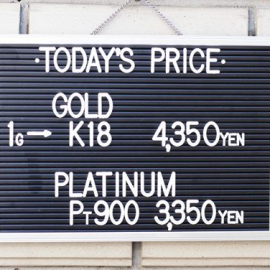 ·TODAY'S PRICE·
GOLD
1G→ K18 4,350YEN
PLATINUM
PT900 3,350YEN